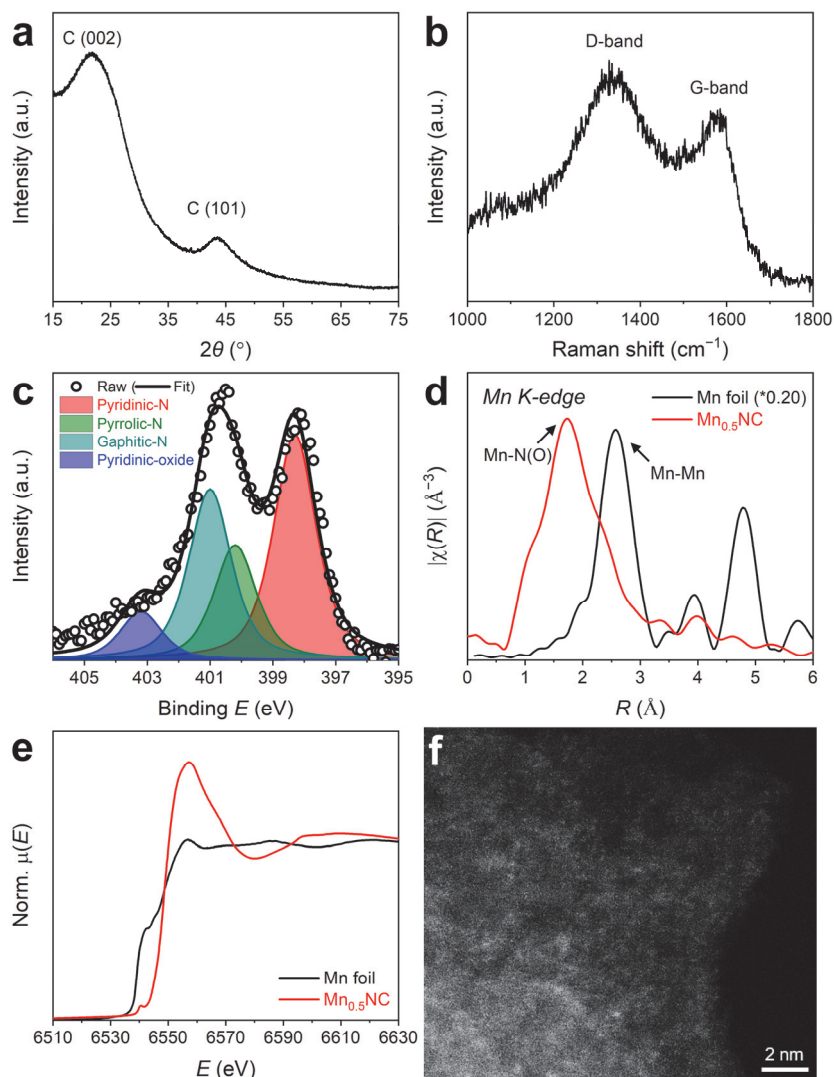 a
C (002)
C (101)
Intensity (a.u.)
15 25 35 45 55 65 75
2θ (°)
b
D-band
G-band
Intensity (a.u.)
1000 1200 1400 1600 1800
Raman shift (cm⁻¹)
c
Raw (— Fit)
Pyridinic-N
Pyrrolic-N
Gaphitic-N
Pyridinic-oxide
Intensity (a.u.)
405 403 401 399 397 395
Binding E (eV)
d
Mn K-edge
Mn foil (*0.20)
Mn₀.₅NC
Mn-N(O)
Mn-Mn
|χ(R)| (Å⁻³)
0 1 2 3 4 5 6
R (Å)
e
Norm. μ(E)
Mn foil
Mn₀.₅NC
6510 6530 6550 6570 6590 6610 6630
E (eV)
f
2 nm